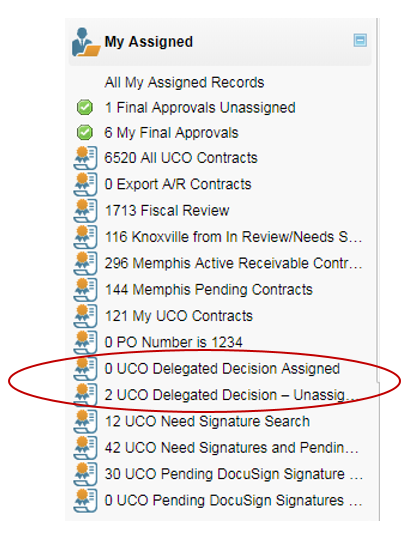 My Assigned
All My Assigned Records
1 Final Approvals Unassigned
6 My Final Approvals
6520 All UCO Contracts
0 Export A/R Contracts
1713 Fiscal Review
116 Knoxville from In Review/Needs S...
296 Memphis Active Receivable Contr...
144 Memphis Pending Contracts
121 My UCO Contracts
0 PO Number is 1234
0 UCO Delegated Decision Assigned
2 UCO Delegated Decision – Unassig...
12 UCO Need Signature Search
42 UCO Need Signatures and Pendin...
30 UCO Pending DocuSign Signature ...
0 UCO Pending DocuSign Signatures ...